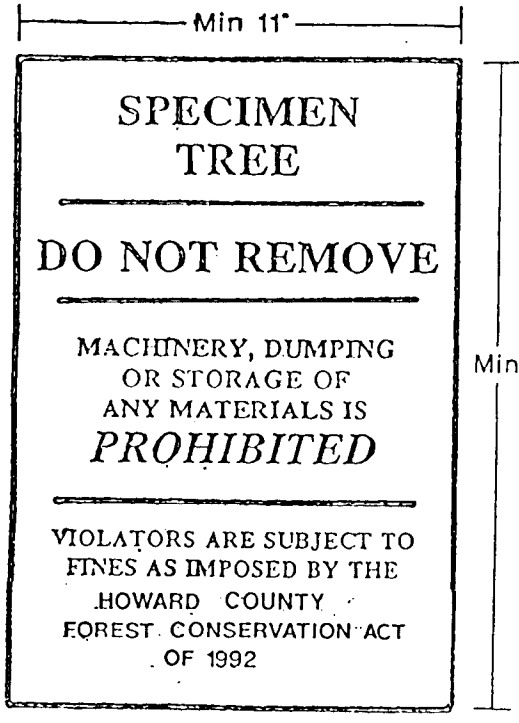 Min 11"
SPECIMEN
TREE
DO NOT REMOVE
MACHINERY, DUMPING
OR STORAGE OF
ANY MATERIALS IS
PROHIBITED
Min
VIOLATORS ARE SUBJECT TO
FINES AS IMPOSED BY THE
HOWARD COUNTY
FOREST CONSERVATION ACT
OF 1992